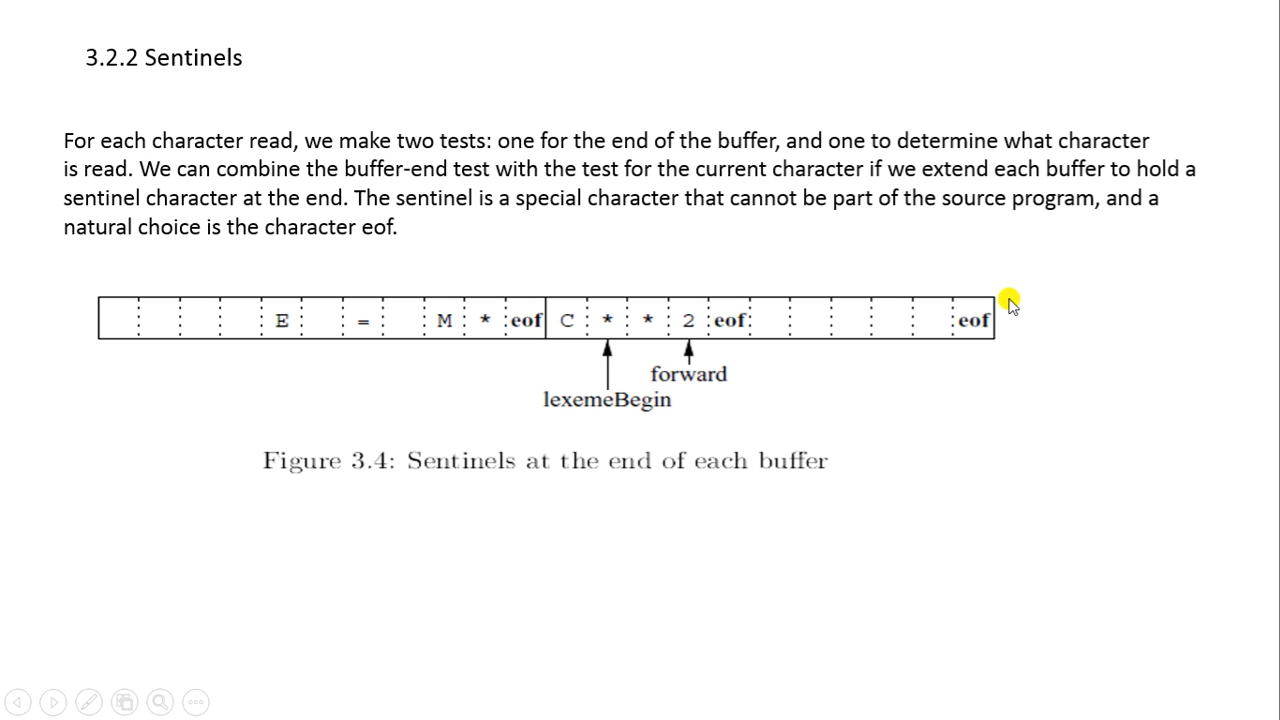 3.2.2 Sentinels
For each character read, we make two tests: one for the end of the buffer, and one to determine what character
is read. We can combine the buffer-end test with the test for the current character if we extend each buffer to hold a
sentinel character at the end. The sentinel is a special character that cannot be part of the source program, and a
natural choice is the character eof.
E = M * eof C * * 2 eof eof
forward
lexemeBegin
Figure 3.4: Sentinels at the end of each buffer